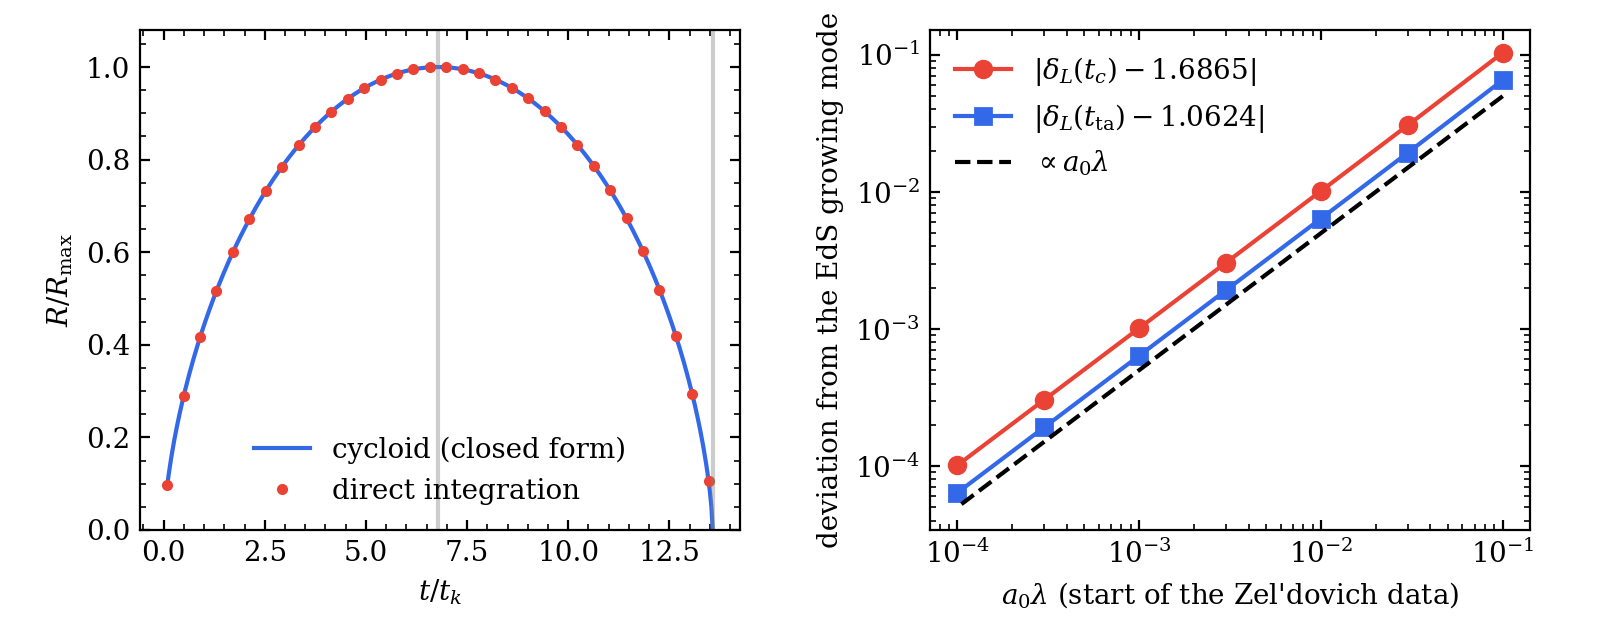 1.0
0.8
0.6
0.4
0.2
0.0
R/R_max
cycloid (closed form)
direct integration
0.0 2.5 5.0 7.5 10.0 12.5
t/t_k
deviation from the EdS growing mode
10⁻¹
10⁻²
10⁻³
10⁻⁴
|δ_L(t_c) − 1.6865|
|δ_L(t_ta) − 1.0624|
∝ a₀λ
10⁻⁴ 10⁻³ 10⁻² 10⁻¹
a₀λ (start of the Zel'dovich data)